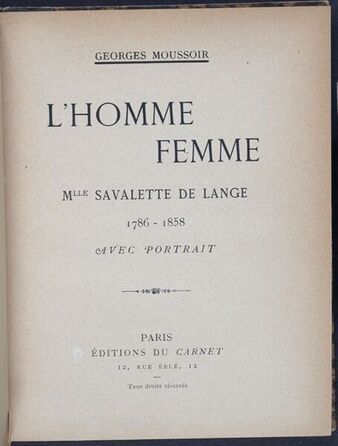 GEORGES MOUSSOIR
L'HOMME
FEMME
MLLE SAVALETTE DE LANGE
1786 - 1858
AVEC PORTRAIT
PARIS
ÉDITIONS DU CARNET
12, RUE ÉBLÉ, 12
Tous droits réservés